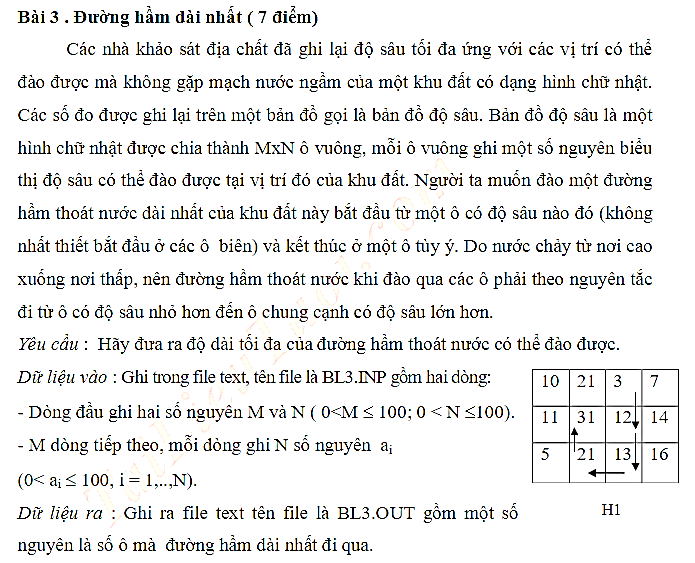 Bài 3 . Đường hầm dài nhất ( 7 điểm)
Các nhà khảo sát địa chất đã ghi lại độ sâu tối đa ứng với các vị trí có thể
đào được mà không gặp mạch nước ngầm của một khu đất có dạng hình chữ nhật.
Các số đo được ghi lại trên một bản đồ gọi là bản đồ độ sâu. Bản đồ độ sâu là một
hình chữ nhật được chia thành MxN ô vuông, mỗi ô vuông ghi một số nguyên biểu
thị độ sâu có thể đào được tại vị trí đó của khu đất. Người ta muốn đào một đường
hầm thoát nước dài nhất của khu đất này bắt đầu từ một ô có độ sâu nào đó (không
nhất thiết bắt đầu ở các ô biên) và kết thúc ở một ô tùy ý. Do nước chảy từ nơi cao
xuống nơi thấp, nên đường hầm thoát nước khi đào qua các ô phải theo nguyên tắc
đi từ ô có độ sâu nhỏ hơn đến ô chung cạnh có độ sâu lớn hơn.
Yêu cầu : Hãy đưa ra độ dài tối đa của đường hầm thoát nước có thể đào được.
Dữ liệu vào : Ghi trong file text, tên file là BL3.INP gồm hai dòng:
- Dòng đầu ghi hai số nguyên M và N ( 0<M ≤ 100; 0 < N ≤100).
- M dòng tiếp theo, mỗi dòng ghi N số nguyên aᵢ
(0< aᵢ ≤ 100, i = 1,..,N).
Dữ liệu ra : Ghi ra file text tên file là BL3.OUT gồm một số
nguyên là số ô mà đường hầm dài nhất đi qua.
10 21 3 7
11 31 12 14
5 21 13 16
H1